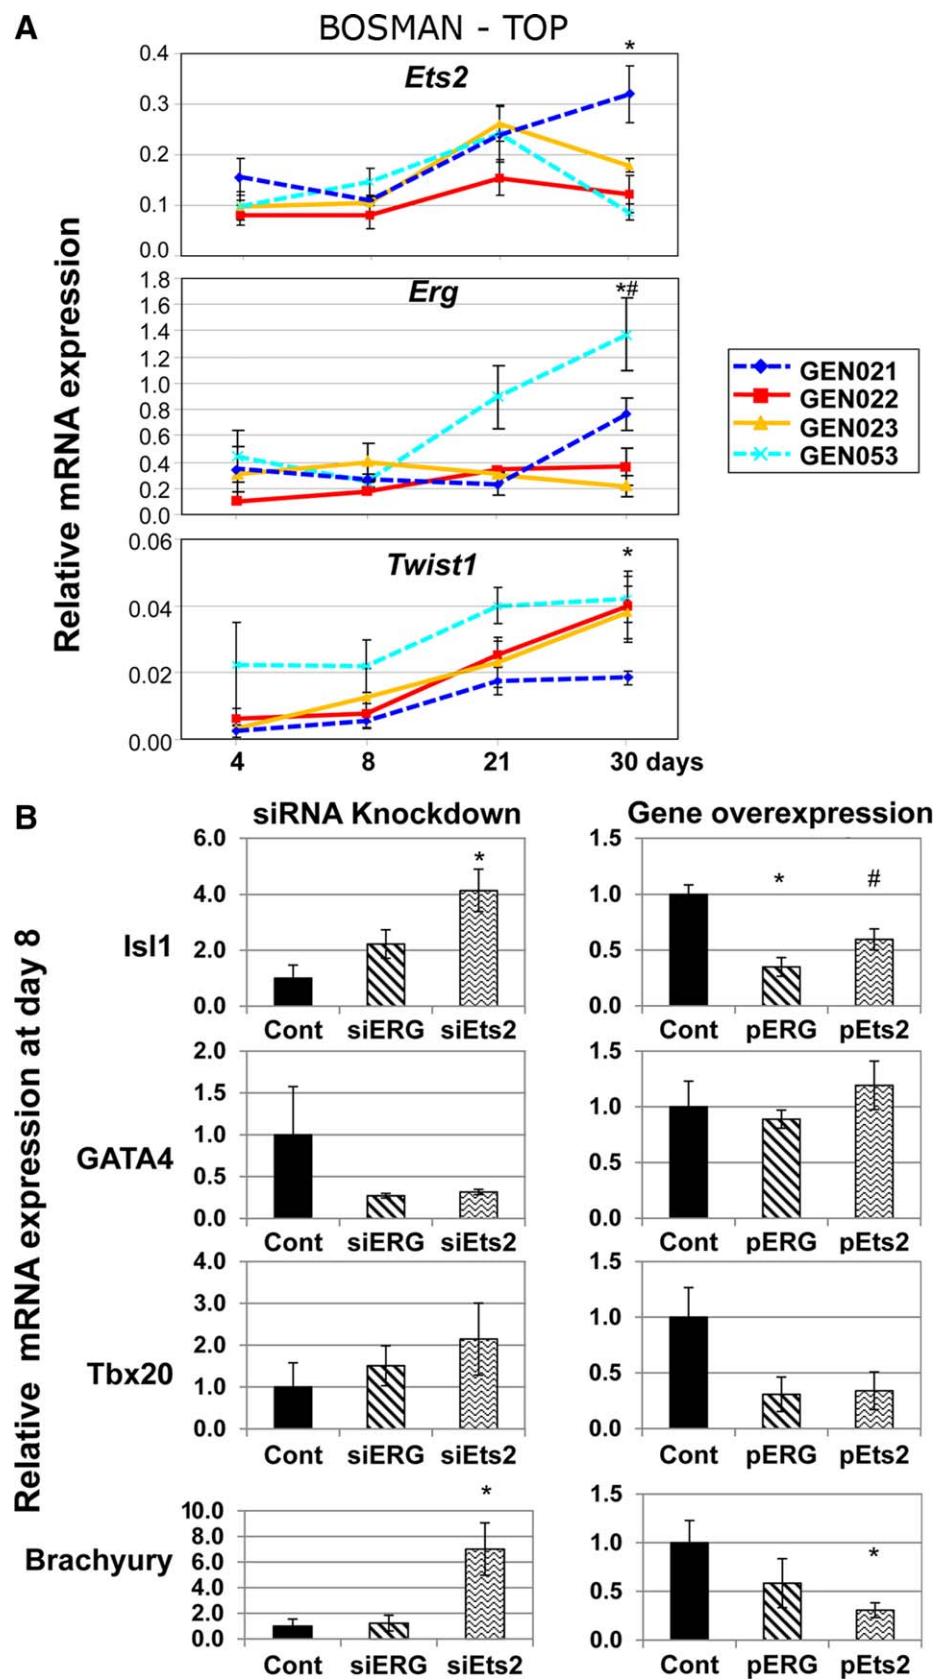 A
BOSMAN - TOP
*
0.4
Ets2
0.3
0.2
0.1
0.0
Relative mRNA expression
1.8
Erg
*#
1.6
1.4
1.2
1.0
0.8
0.6
0.4
0.2
0.0
GEN021
GEN022
GEN023
GEN053
0.06
Twist1
*
0.04
0.02
0.00
4 8 21 30 days
B
siRNA Knockdown
Gene overexpression
Relative mRNA expression at day 8
Isl1
6.0
4.0
2.0
0.0
*
Cont siERG siEts2
1.5
1.0
0.5
0.0
* #
Cont pERG pEts2
GATA4
2.0
1.5
1.0
0.5
0.0
Cont siERG siEts2
1.5
1.0
0.5
0.0
Cont pERG pEts2
Tbx20
4.0
3.0
2.0
1.0
0.0
Cont siERG siEts2
1.5
1.0
0.5
0.0
Cont pERG pEts2
Brachyury
10.0
8.0
6.0
4.0
2.0
0.0
*
Cont siERG siEts2
1.5
1.0
0.5
0.0
*
Cont pERG pEts2